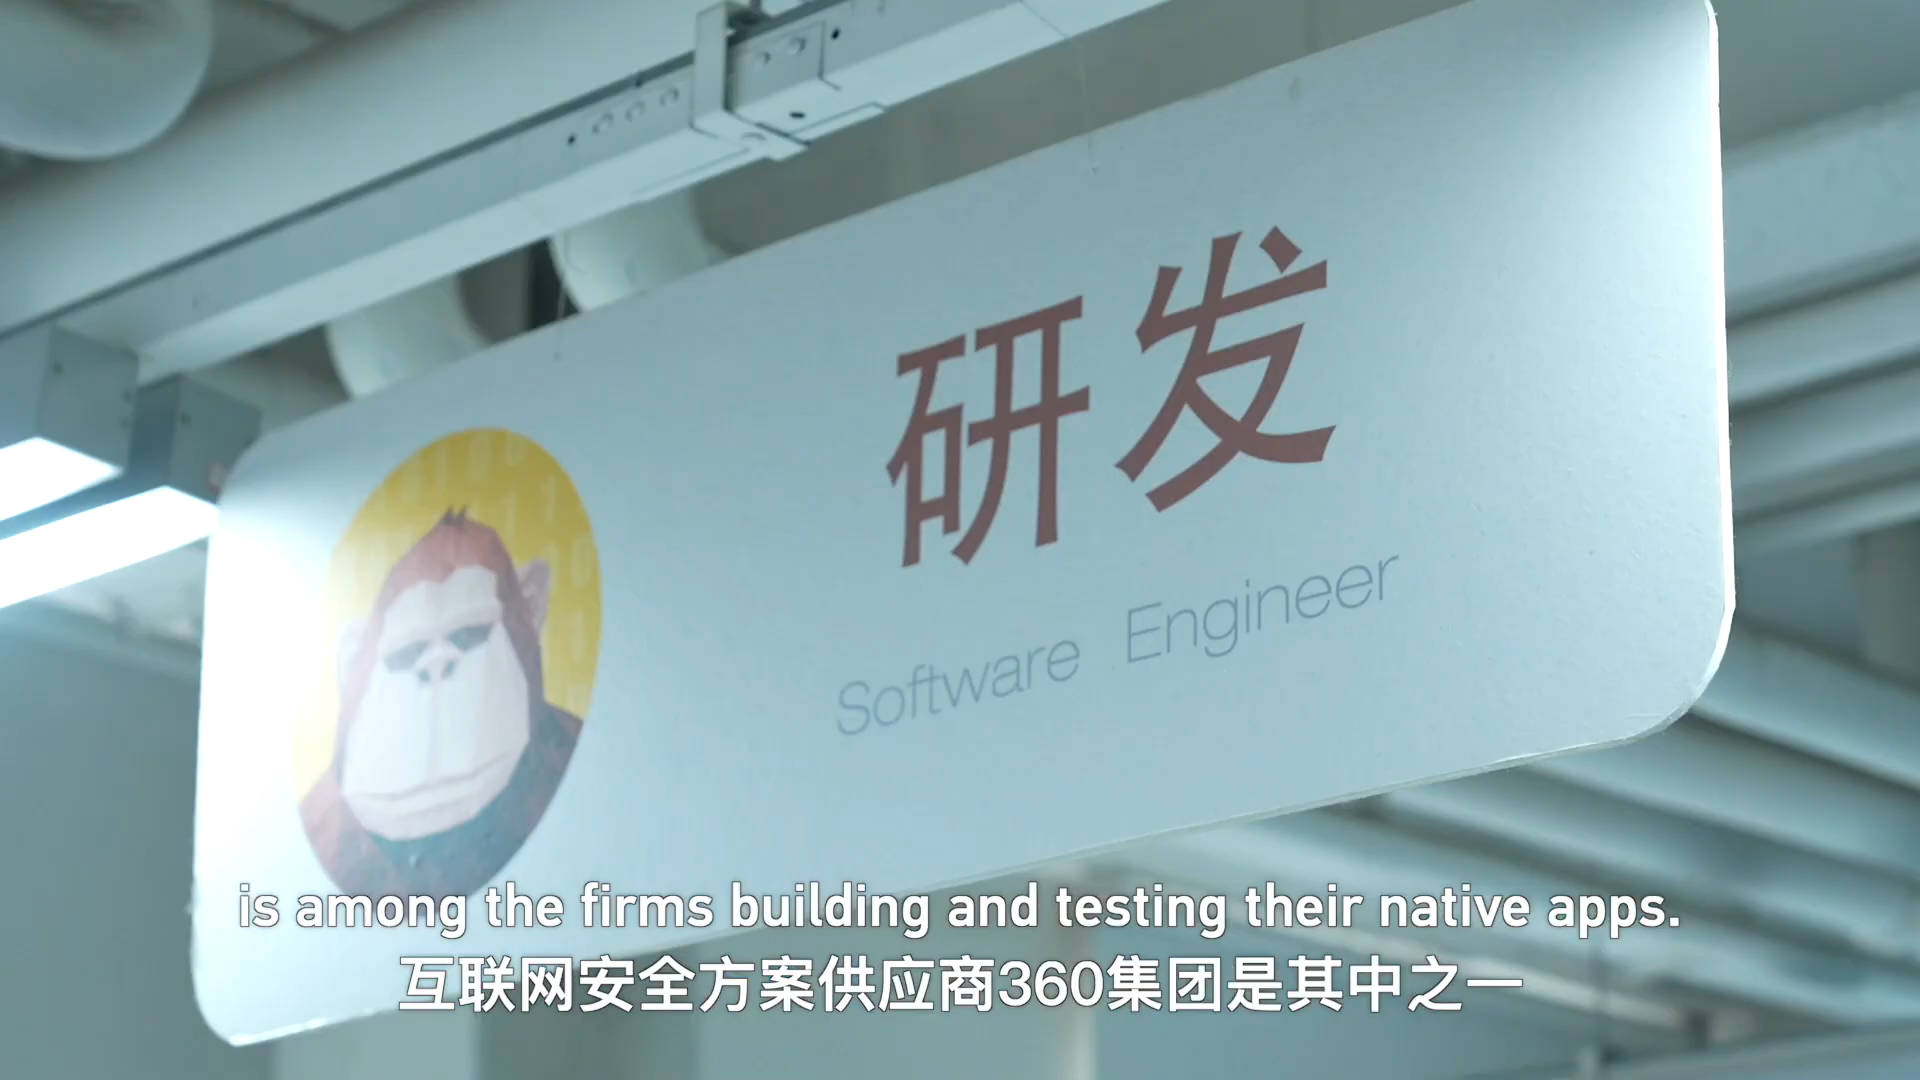 研发
Software Engineer
is among the firms building and testing their native apps.
互联网安全方案供应商360集团是其中之一